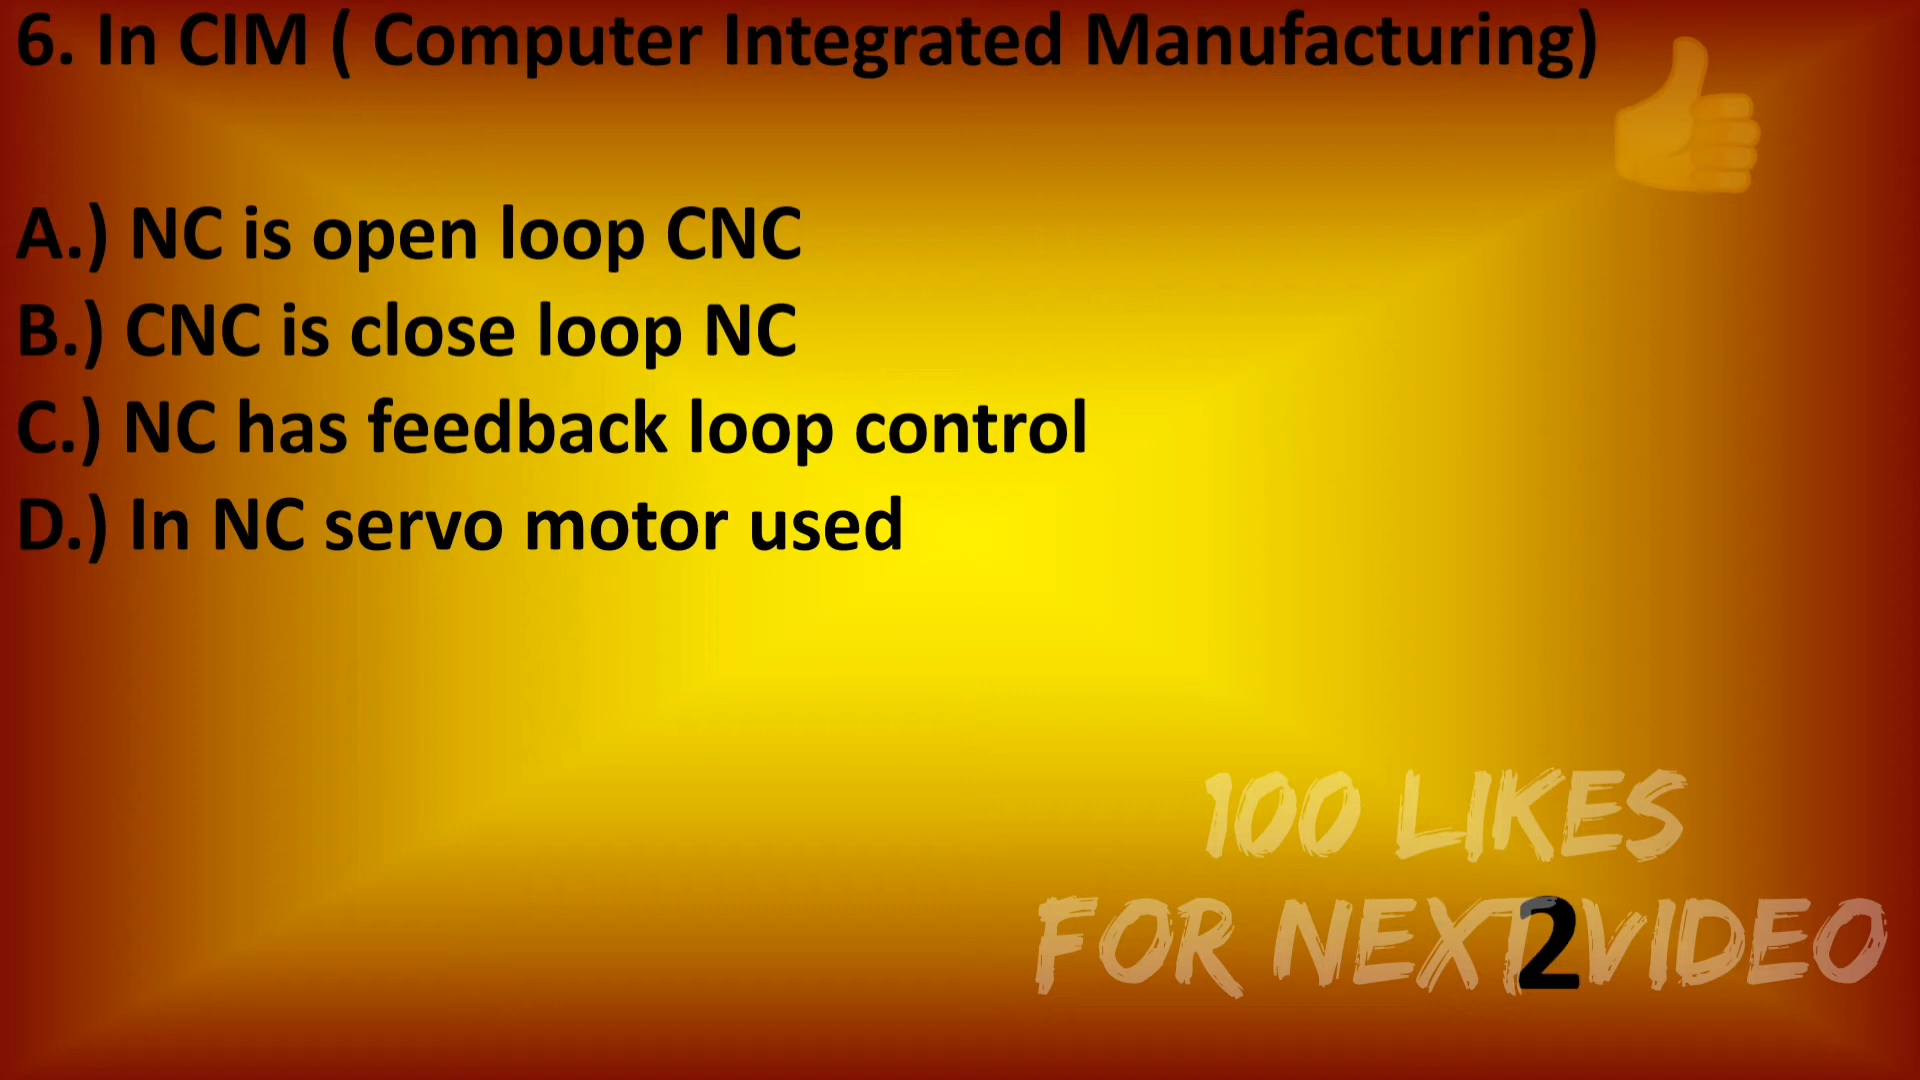 6. In CIM ( Computer Integrated Manufacturing)
A.) NC is open loop CNC
B.) CNC is close loop NC
C.) NC has feedback loop control
D.) In NC servo motor used
100 LIKES
FOR NEXT VIDEO
2